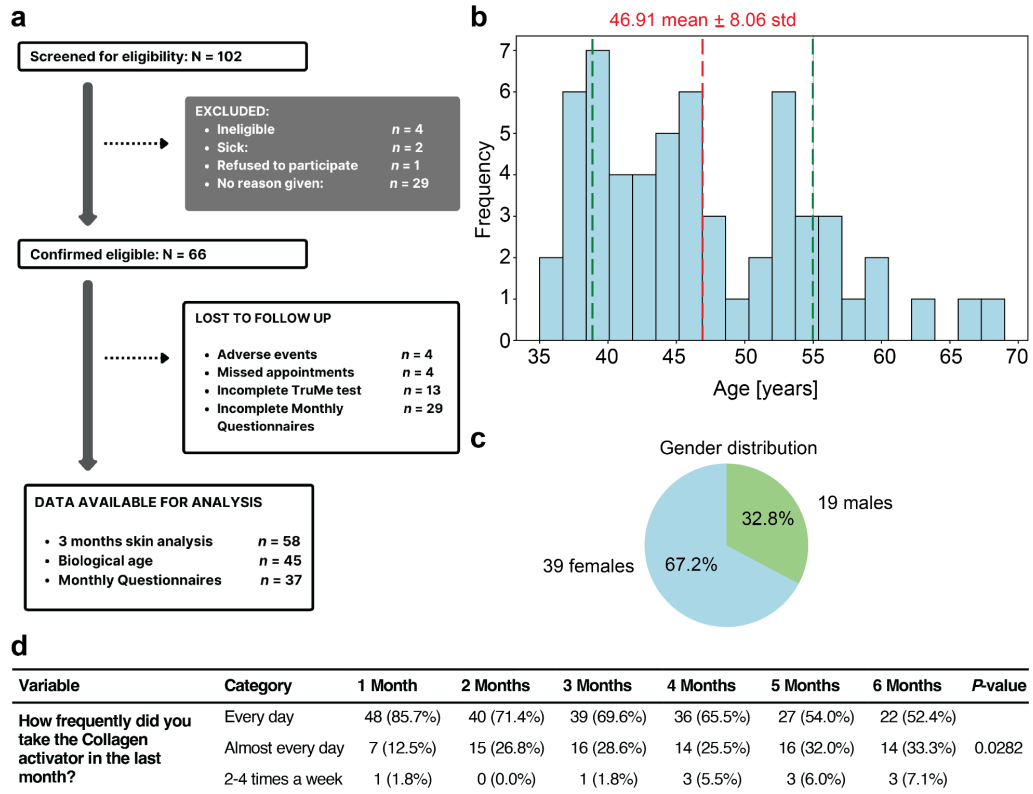 a
Screened for eligibility: N = 102
EXCLUDED:
• Ineligible n = 4
• Sick: n = 2
• Refused to participate n = 1
• No reason given: n = 29
Confirmed eligible: N = 66
LOST TO FOLLOW UP
• Adverse events n = 4
• Missed appointments n = 4
• Incomplete TruMe test n = 13
• Incomplete Monthly n = 29
Questionnaires
DATA AVAILABLE FOR ANALYSIS
• 3 months skin analysis n = 58
• Biological age n = 45
• Monthly Questionnaires n = 37
b
46.91 mean ± 8.06 std
7
6
5
4
3
2
1
0
Frequency
35 40 45 50 55 60 65 70
Age [years]
c
Gender distribution
32.8%
19 males
39 females
67.2%
d
Variable Category 1 Month 2 Months 3 Months 4 Months 5 Months 6 Months P-value
How frequently did you Every day 48 (85.7%) 40 (71.4%) 39 (69.6%) 36 (65.5%) 27 (54.0%) 22 (52.4%)
take the Collagen
activator in the last Almost every day 7 (12.5%) 15 (26.8%) 16 (28.6%) 14 (25.5%) 16 (32.0%) 14 (33.3%) 0.0282
month? 2-4 times a week 1 (1.8%) 0 (0.0%) 1 (1.8%) 3 (5.5%) 3 (6.0%) 3 (7.1%)